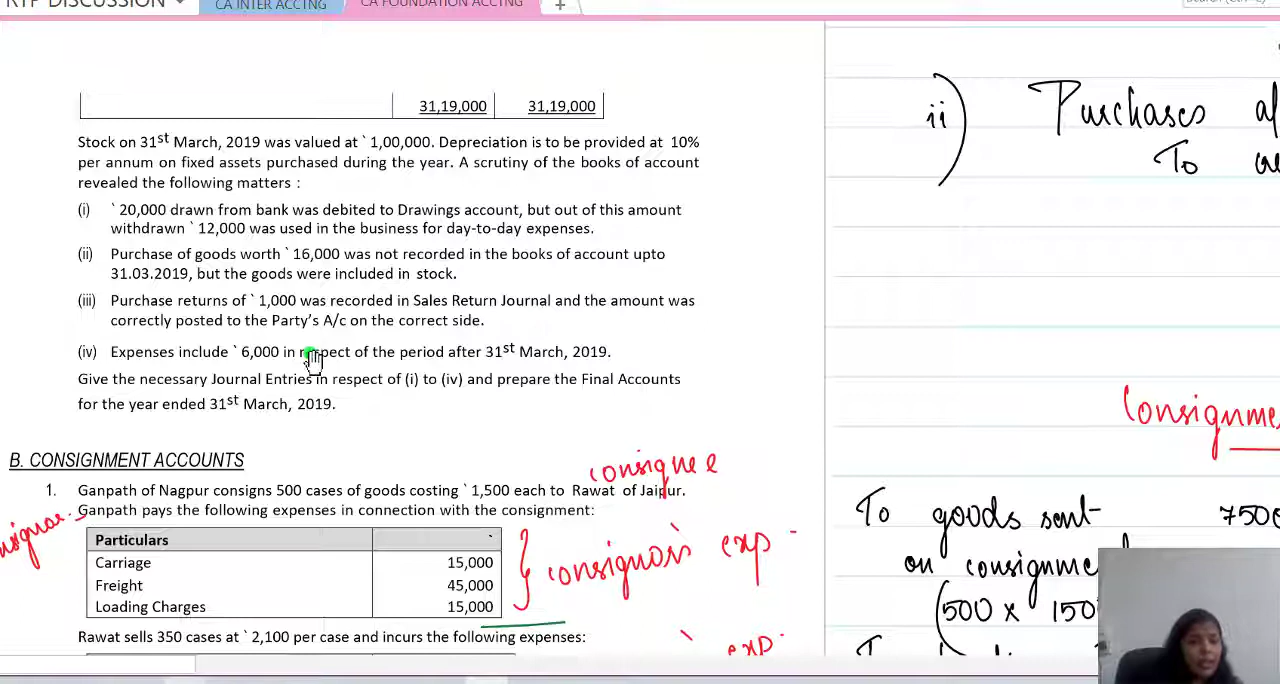 RTP DISCUSSION
CA INTER ACCTNG
CA FOUNDATION ACCTNG
31,19,000 31,19,000
Stock on 31st March, 2019 was valued at ` 1,00,000. Depreciation is to be provided at 10%
per annum on fixed assets purchased during the year. A scrutiny of the books of account
revealed the following matters :
(i) ` 20,000 drawn from bank was debited to Drawings account, but out of this amount
withdrawn ` 12,000 was used in the business for day-to-day expenses.
(ii) Purchase of goods worth ` 16,000 was not recorded in the books of account upto
31.03.2019, but the goods were included in stock.
(iii) Purchase returns of ` 1,000 was recorded in Sales Return Journal and the amount was
correctly posted to the Party's A/c on the correct side.
(iv) Expenses include ` 6,000 in respect of the period after 31st March, 2019.
Give the necessary Journal Entries in respect of (i) to (iv) and prepare the Final Accounts
for the year ended 31st March, 2019.
B. CONSIGNMENT ACCOUNTS
consignee
1. Ganpath of Nagpur consigns 500 cases of goods costing ` 1,500 each to Rawat of Jaipur.
Ganpath pays the following expenses in connection with the consignment:
Particulars `
Carriage 15,000
Freight 45,000
Loading Charges 15,000
consignor's exp
Rawat sells 350 cases at ` 2,100 per case and incurs the following expenses:
exp
ii) Purchases
To
Consignme
To goods sent 7500
on consignme
(500 x 150